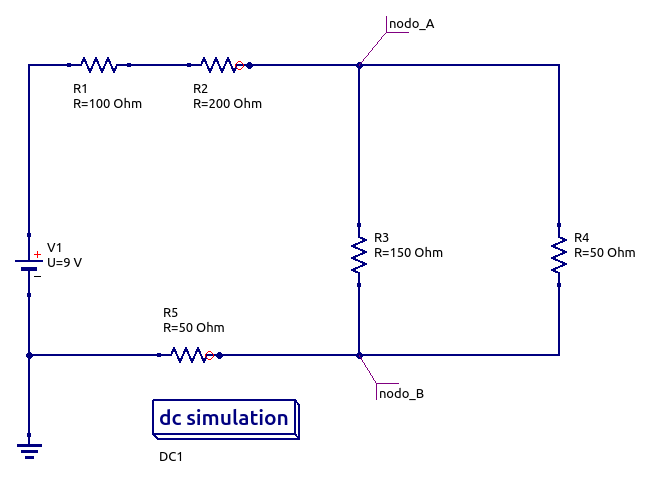 nodo_A
R1
R=100 Ohm
R2
R=200 Ohm
V1
U=9 V
R3
R=150 Ohm
R4
R=50 Ohm
R5
R=50 Ohm
nodo_B
dc simulation
DC1